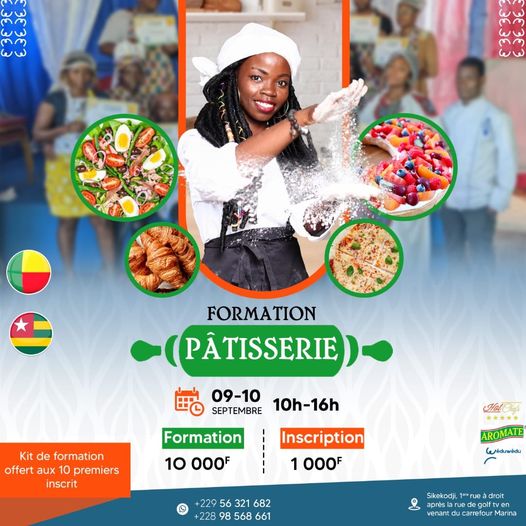 FORMATION
PÂTISSERIE
09-10
SEPTEMBRE
10h-16h
Formation
10 000F
Inscription
1 000F
Kit de formation
offert aux 10 premiers
inscrit
AROMATE
wéduwédu
+229 56 321 682
+228 98 568 661
Sikekodji, 1ère rue à droit
après la rue de golf tv en
venant du carrefour Marina